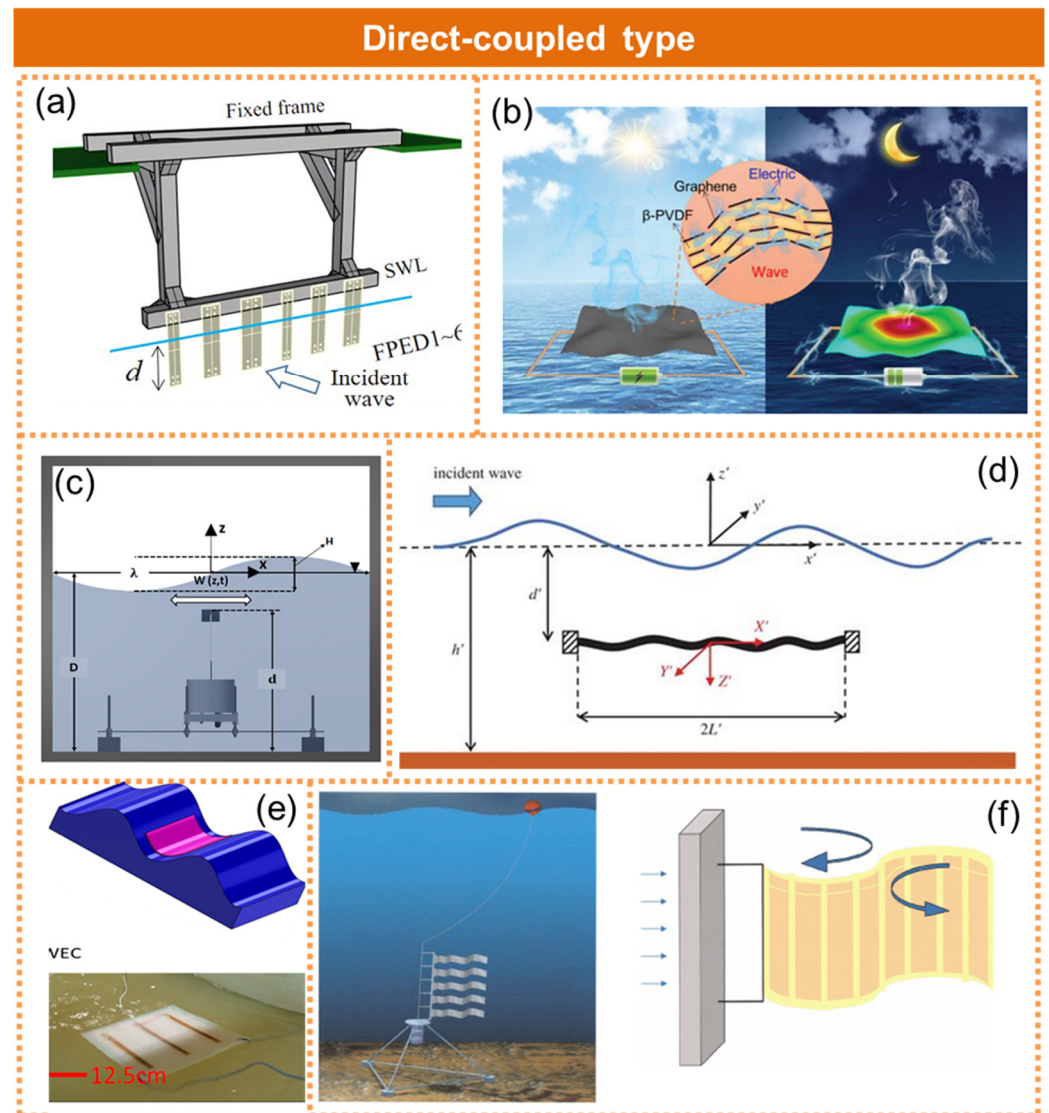 Direct-coupled type
(a)
Fixed frame
SWL
FPED1~6
d
Incident
wave
(b)
Electric
Graphene
β-PVDF
Wave
(c)
z
H
λ
X
W (z,t)
D
d
(d)
incident wave
z'
y'
x'
d'
h'
X'
Y'
Z'
2L'
(e)
VEC
12.5cm
(f)